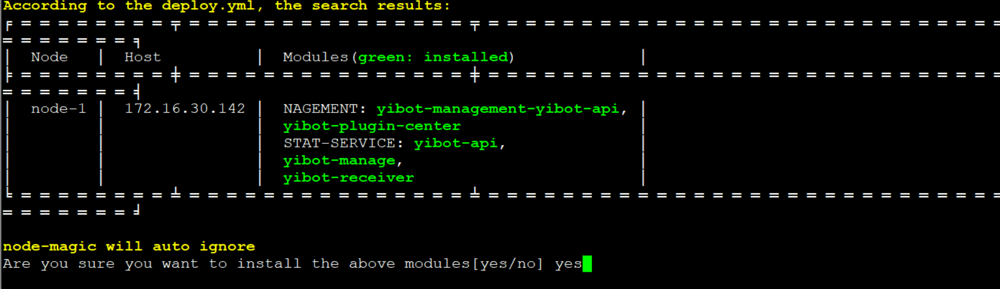 According to the deploy.yml, the search results:
╒=========╤================╤===================================
=======╕
│ Node │ Host │ Modules(green: installed) │
╞=========╪================╪===================================
=======╡
│ node-1 │ 172.16.30.142 │ NAGEMENT: yibot-management-yibot-api, │
│ │ │ yibot-plugin-center │
│ │ │ STAT-SERVICE: yibot-api, │
│ │ │ yibot-manage, │
│ │ │ yibot-receiver │
╘=========╧================╧===================================
=======╛
node-magic will auto ignore
Are you sure you want to install the above modules[yes/no] yes